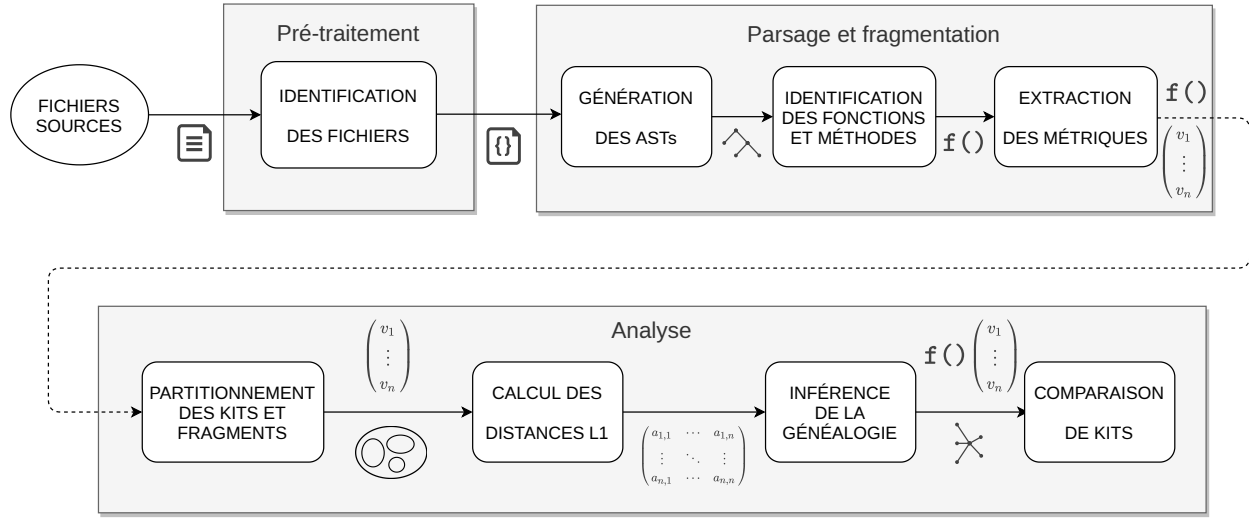 Pré-traitement
Parsage et fragmentation
FICHIERS
SOURCES
IDENTIFICATION
DES FICHIERS
{}
GÉNÉRATION
DES ASTs
IDENTIFICATION
DES FONCTIONS
ET MÉTHODES
f()
EXTRACTION
DES MÉTRIQUES
f()
v₁
⋮
vₙ
Analyse
PARTITIONNEMENT
DES KITS ET
FRAGMENTS
v₁
⋮
vₙ
CALCUL DES
DISTANCES L1
a₁,₁ ⋯ a₁,ₙ
⋮ ⋱ ⋮
aₙ,₁ ⋯ aₙ,ₙ
INFÉRENCE
DE LA
GÉNÉALOGIE
f()
v₁
⋮
vₙ
COMPARAISON
DE KITS